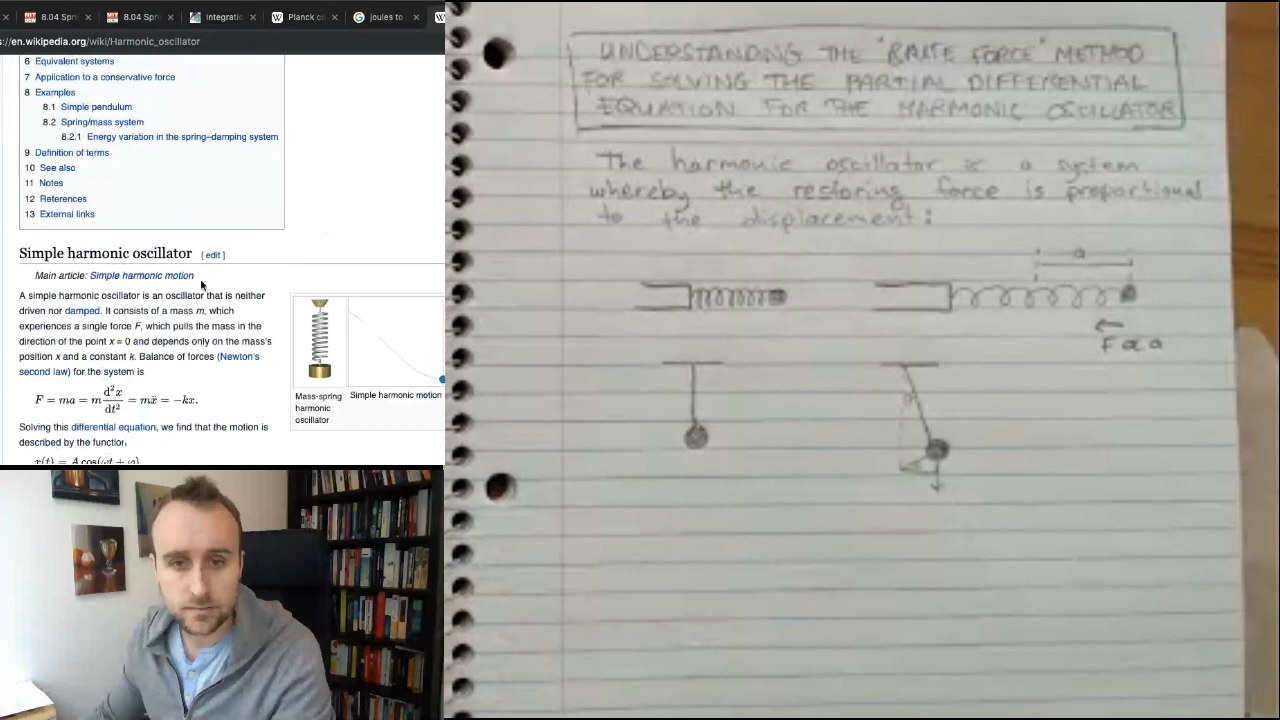 8.04 Spri
8.04 Spri
Integratio
Planck co
joules to
s://en.wikipedia.org/wiki/Harmonic_oscillator
6 Equivalent systems
7 Application to a conservative force
8 Examples
8.1 Simple pendulum
8.2 Spring/mass system
8.2.1 Energy variation in the spring–damping system
9 Definition of terms
10 See also
11 Notes
12 References
13 External links
Simple harmonic oscillator [ edit ]
Main article: Simple harmonic motion
A simple harmonic oscillator is an oscillator that is neither
driven nor damped. It consists of a mass m, which
experiences a single force F, which pulls the mass in the
direction of the point x = 0 and depends only on the mass's
position x and a constant k. Balance of forces (Newton's
second law) for the system is
F = ma = m d²x/dt² = mẍ = −kx.
Solving this differential equation, we find that the motion is
described by the function
x(t) = A cos(ωt + φ)
Mass-spring
harmonic
oscillator
Simple harmonic motion
UNDERSTANDING THE "BRUTE FORCE" METHOD
FOR SOLVING THE PARTIAL DIFFERENTIAL
EQUATION FOR THE HARMONIC OSCILLATOR
The harmonic oscillator is a system
whereby the restoring force is proportional
to the displacement:
a
F ∝ a